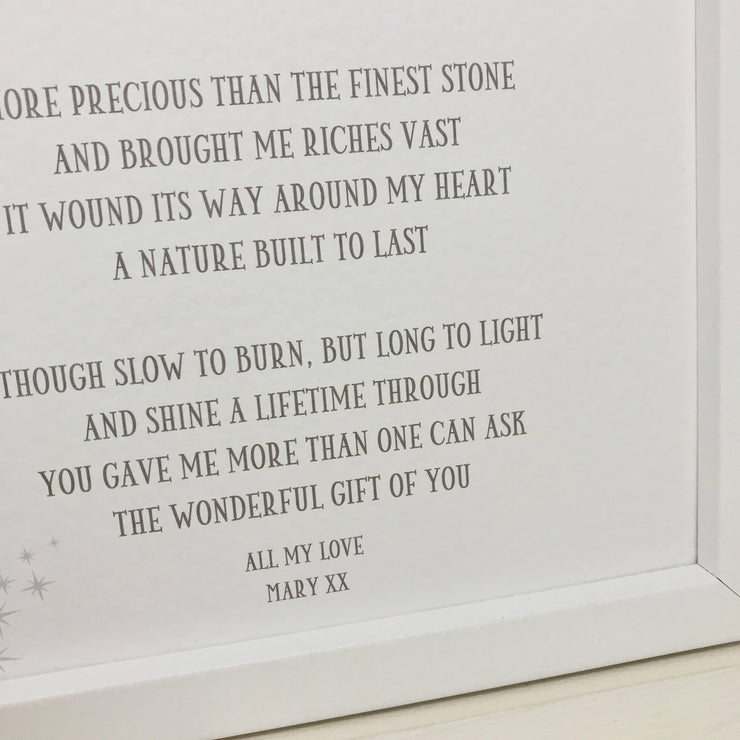 PRECIOUS THAN THE FINEST STONE
AND BROUGHT ME RICHES VAST
IT WOUND ITS WAY AROUND MY HEART
A NATURE BUILT TO LAST
THOUGH SLOW TO BURN, BUT LONG TO LIGHT
AND SHINE A LIFETIME THROUGH
YOU GAVE ME MORE THAN ONE CAN ASK
THE WONDERFUL GIFT OF YOU
ALL MY LOVE
MARY XX